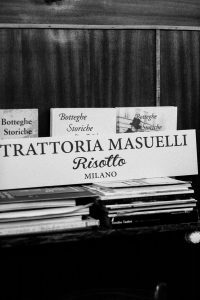 Botteghe
Storiche
Botteghe
Storiche
TRATTORIA MASUELLI
Risotto
MILANO